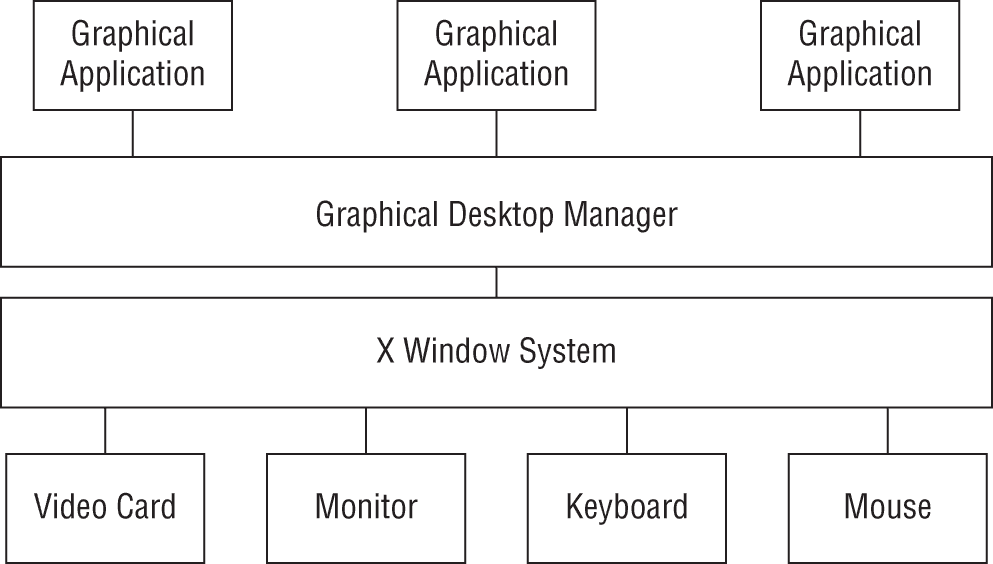 Graphical
Application
Graphical
Application
Graphical
Application
Graphical Desktop Manager
X Window System
Video Card
Monitor
Keyboard
Mouse